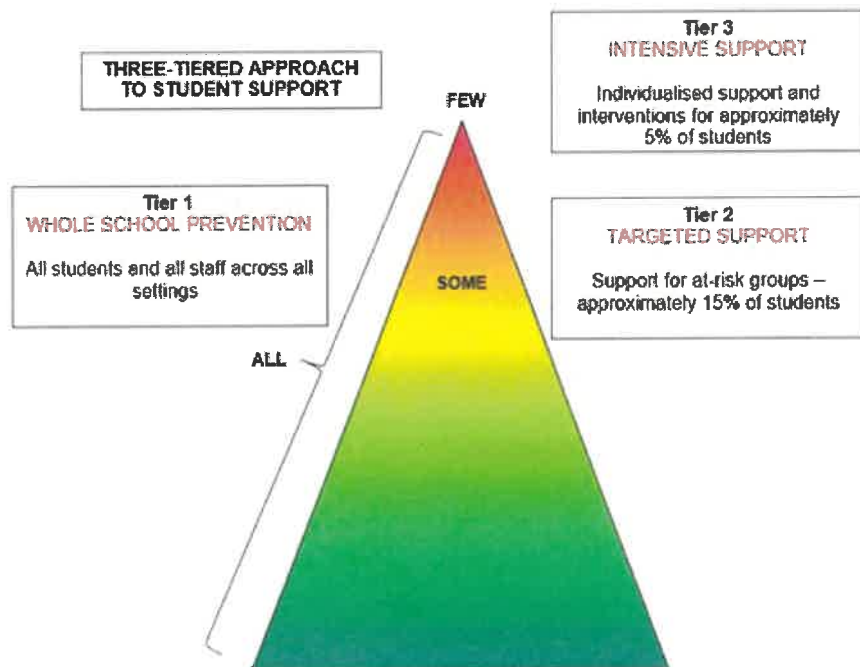 THREE-TIERED APPROACH
TO STUDENT SUPPORT
Tier 3
INTENSIVE SUPPORT
Individualised support and
interventions for approximately
5% of students
FEW
Tier 1
WHOLE SCHOOL PREVENTION
All students and all staff across all
settings
Tier 2
TARGETED SUPPORT
Support for at-risk groups –
approximately 15% of students
SOME
ALL